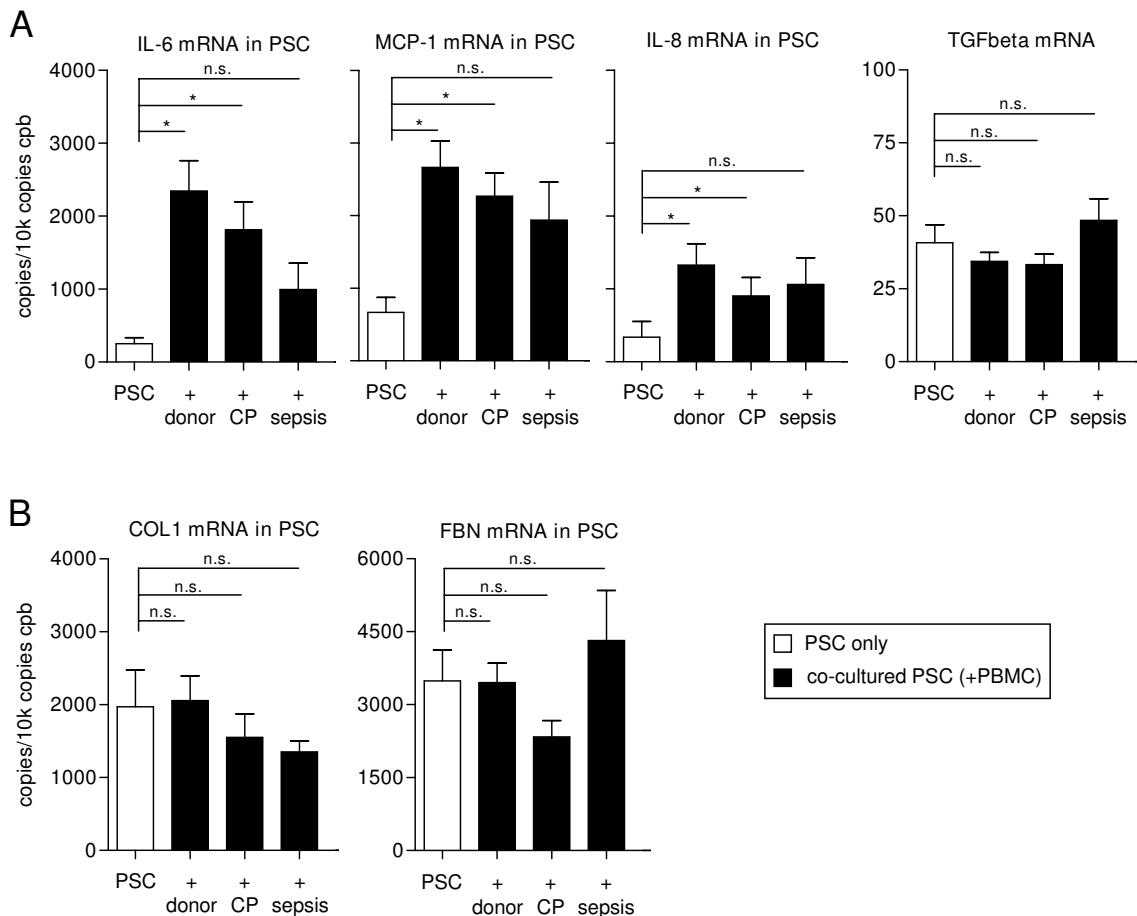 A
IL-6 mRNA in PSC
MCP-1 mRNA in PSC
IL-8 mRNA in PSC
TGFbeta mRNA
copies/10k copies cpb
4000
3000
2000
1000
0
n.s.
*
*
n.s.
*
*
n.s.
*
*
100
75
50
25
0
n.s.
n.s.
n.s.
PSC + + +
donor CP sepsis
PSC + + +
donor CP sepsis
PSC + + +
donor CP sepsis
PSC + + +
donor CP sepsis
B
COL1 mRNA in PSC
FBN mRNA in PSC
copies/10k copies cpb
4000
3000
2000
1000
0
n.s.
n.s.
n.s.
6000
4500
3000
1500
0
n.s.
n.s.
n.s.
PSC + + +
donor CP sepsis
PSC + + +
donor CP sepsis
PSC only
co-cultured PSC (+PBMC)